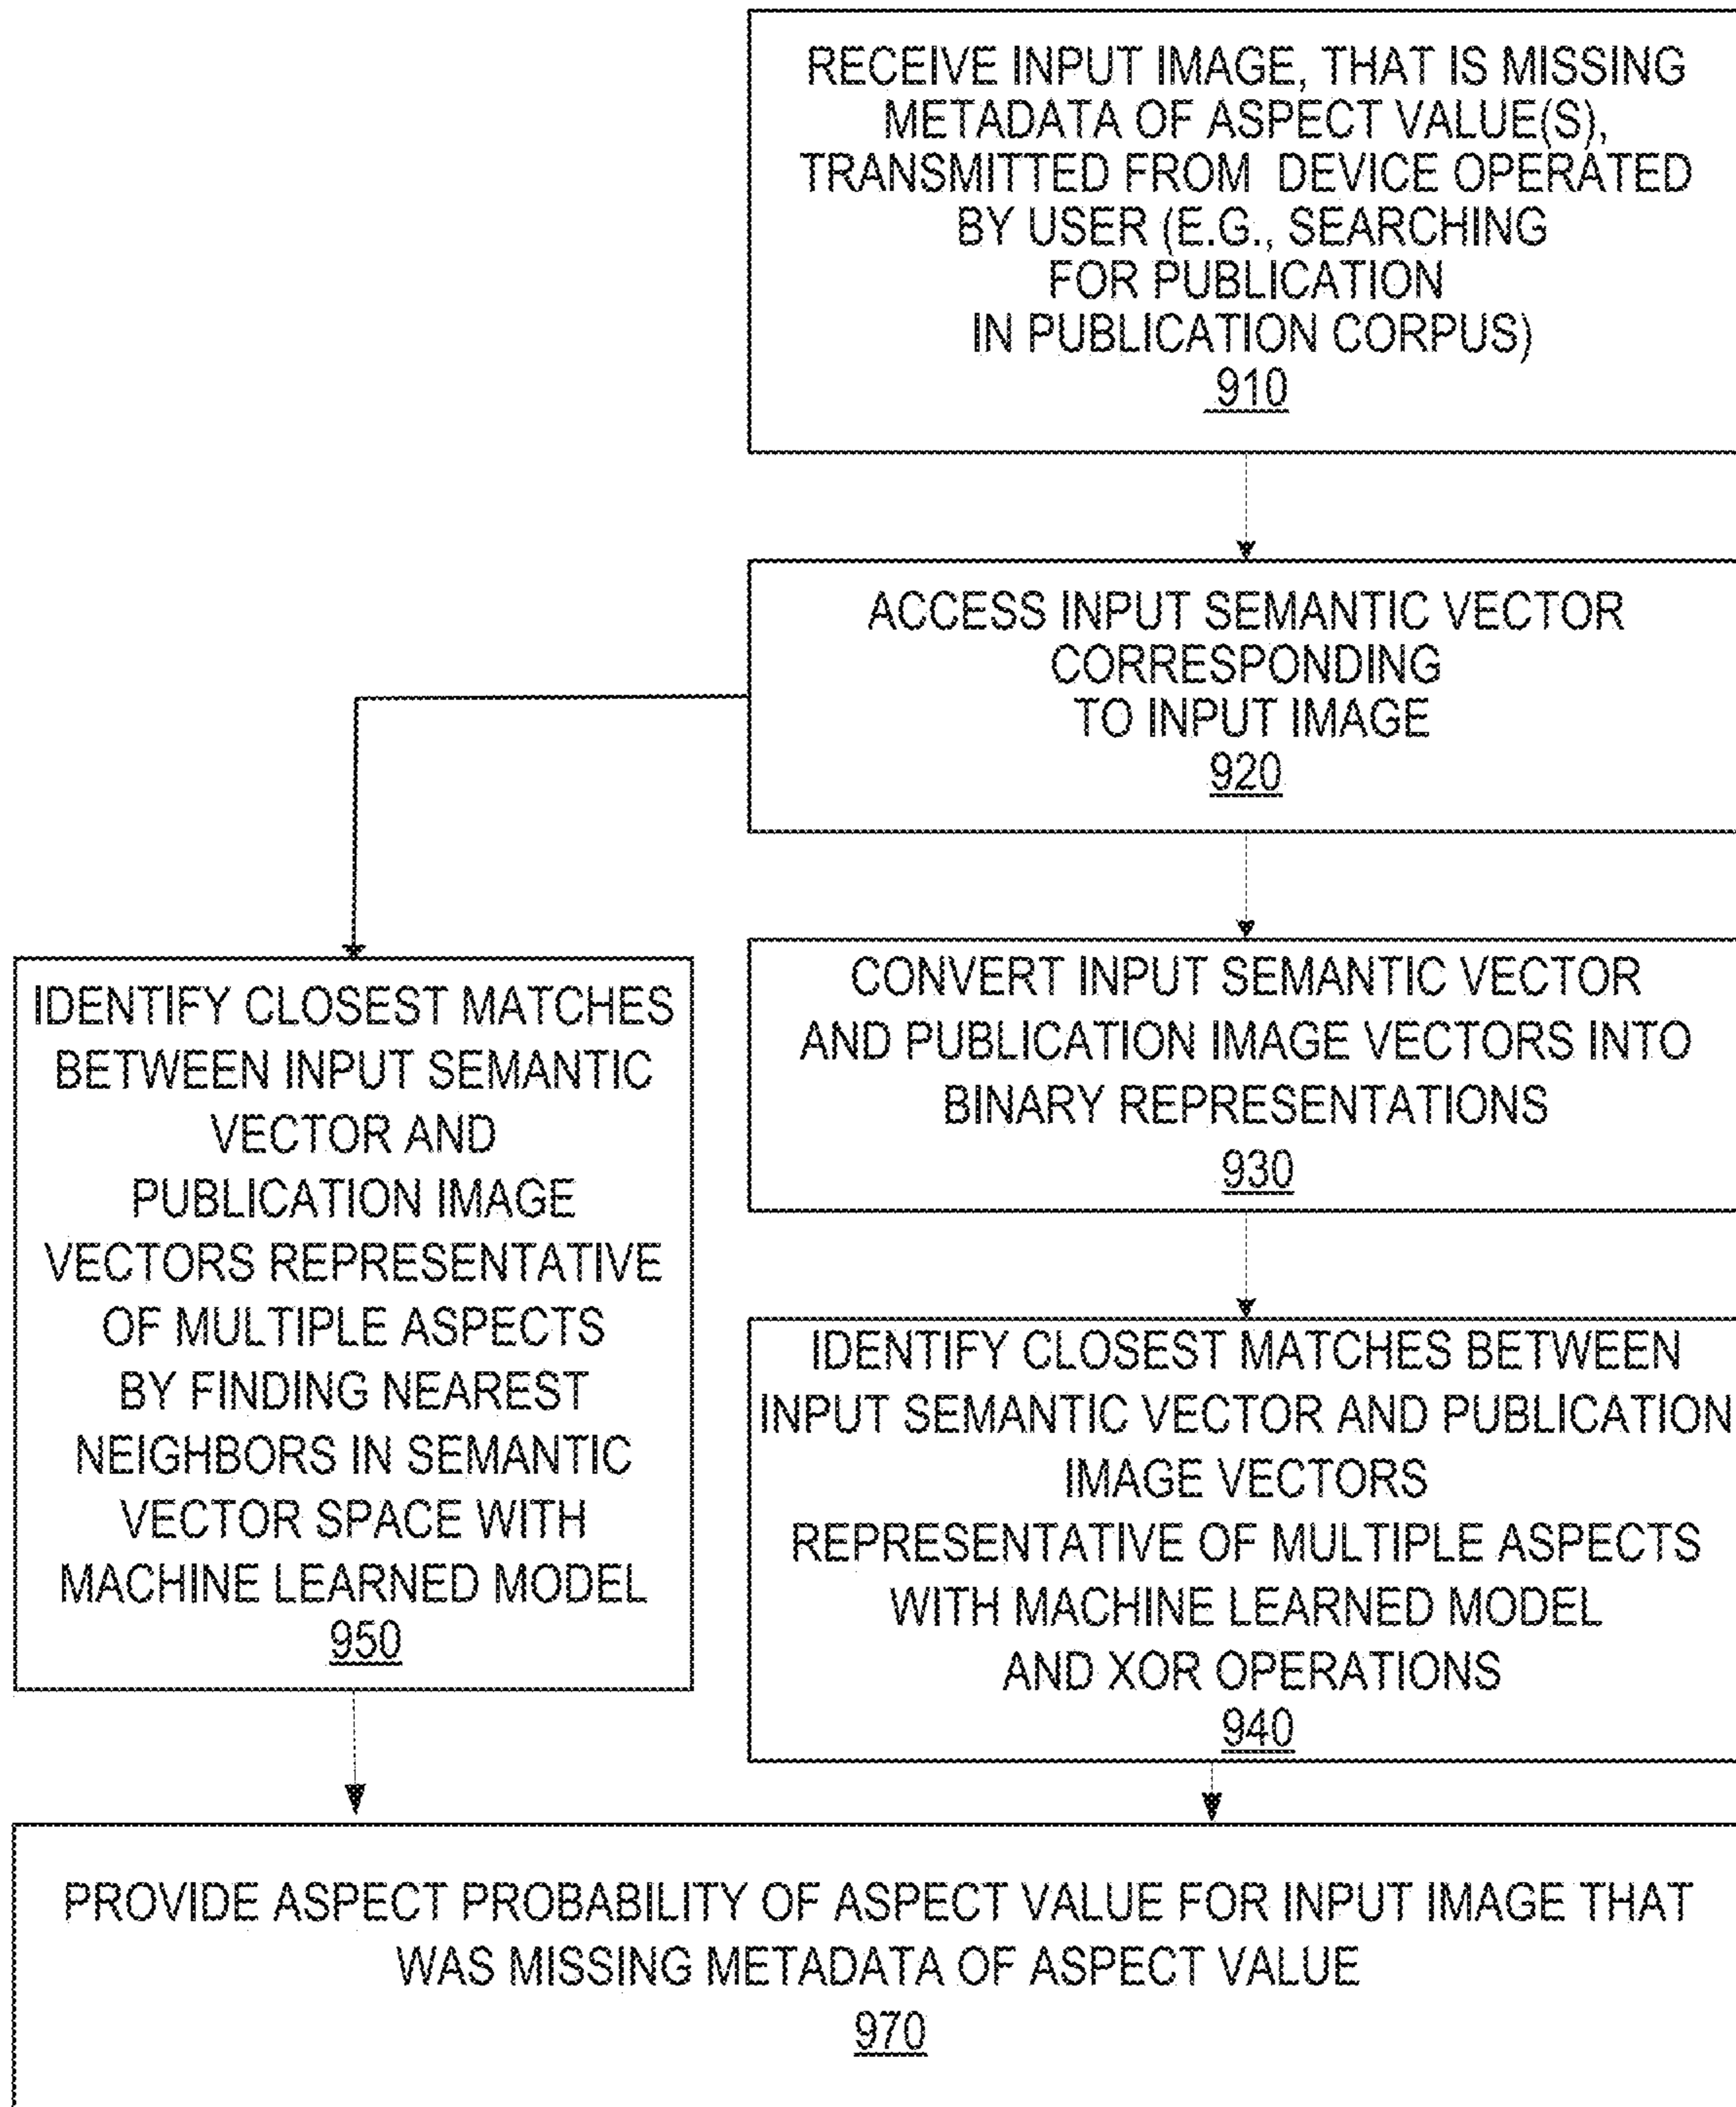 RECEIVE INPUT IMAGE, THAT IS MISSING
METADATA OF ASPECT VALUE(S),
TRANSMITTED FROM DEVICE OPERATED
BY USER (E.G., SEARCHING
FOR PUBLICATION
IN PUBLICATION CORPUS)
910
ACCESS INPUT SEMANTIC VECTOR
CORRESPONDING
TO INPUT IMAGE
920
CONVERT INPUT SEMANTIC VECTOR
AND PUBLICATION IMAGE VECTORS INTO
BINARY REPRESENTATIONS
930
IDENTIFY CLOSEST MATCHES BETWEEN
INPUT SEMANTIC VECTOR AND PUBLICATION
IMAGE VECTORS
REPRESENTATIVE OF MULTIPLE ASPECTS
WITH MACHINE LEARNED MODEL
AND XOR OPERATIONS
940
IDENTIFY CLOSEST MATCHES
BETWEEN INPUT SEMANTIC
VECTOR AND
PUBLICATION IMAGE
VECTORS REPRESENTATIVE
OF MULTIPLE ASPECTS
BY FINDING NEAREST
NEIGHBORS IN SEMANTIC
VECTOR SPACE WITH
MACHINE LEARNED MODEL
950
PROVIDE ASPECT PROBABILITY OF ASPECT VALUE FOR INPUT IMAGE THAT
WAS MISSING METADATA OF ASPECT VALUE
970